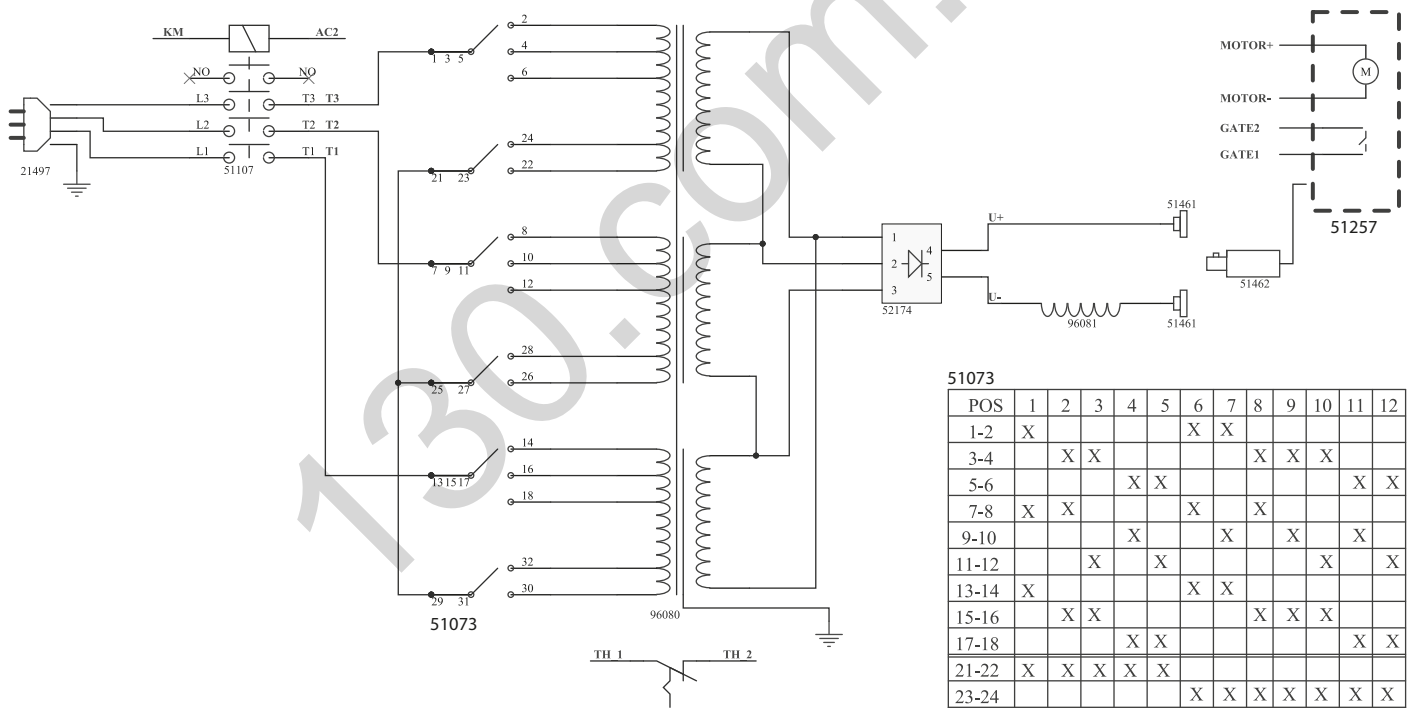 KM AC2
NO NO
L3 T3 T3
L2 T2 T2
L1 T1 T1
21497
51107
1 3 5
2
4
6
21 23
24
22
7 9 11
8
10
12
25 27
28
26
13 15 17
14
16
18
29 31
32
30
51073
96080
TH_1 TH_2
1
2
3
4
5
52174
U+
U-
96081
51461
51461
51462
MOTOR+
MOTOR-
GATE2
GATE1
M
51257
51073
POS 1 2 3 4 5 6 7 8 9 10 11 12
1-2 X X X
3-4 X X X X X
5-6 X X X X
7-8 X X X X
9-10 X X X X
11-12 X X X X
13-14 X X X
15-16 X X X X X
17-18 X X X X
21-22 X X X X X
23-24 X X X X X X X
130.com.